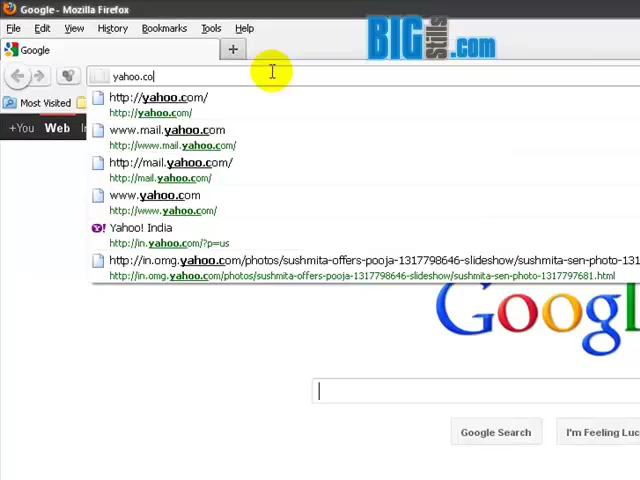 Google - Mozilla Firefox
File Edit View History Bookmarks Tools Help
BIG stills .com
Google
yahoo.co
Most Visited
http://yahoo.com/
http://yahoo.com/
+You Web
www.mail.yahoo.com
http://www.mail.yahoo.com/
http://mail.yahoo.com/
http://mail.yahoo.com/
www.yahoo.com
http://www.yahoo.com/
Y! Yahoo! India
http://in.yahoo.com/?p=us
http://in.omg.yahoo.com/photos/sushmita-offers-pooja-1317798646-slideshow/sushmita-sen-photo-131
http://in.omg.yahoo.com/photos/sushmita-offers-pooja-1317798646-slideshow/sushmita-sen-photo-1317797681.html
Googl
Google Search I'm Feeling Luc